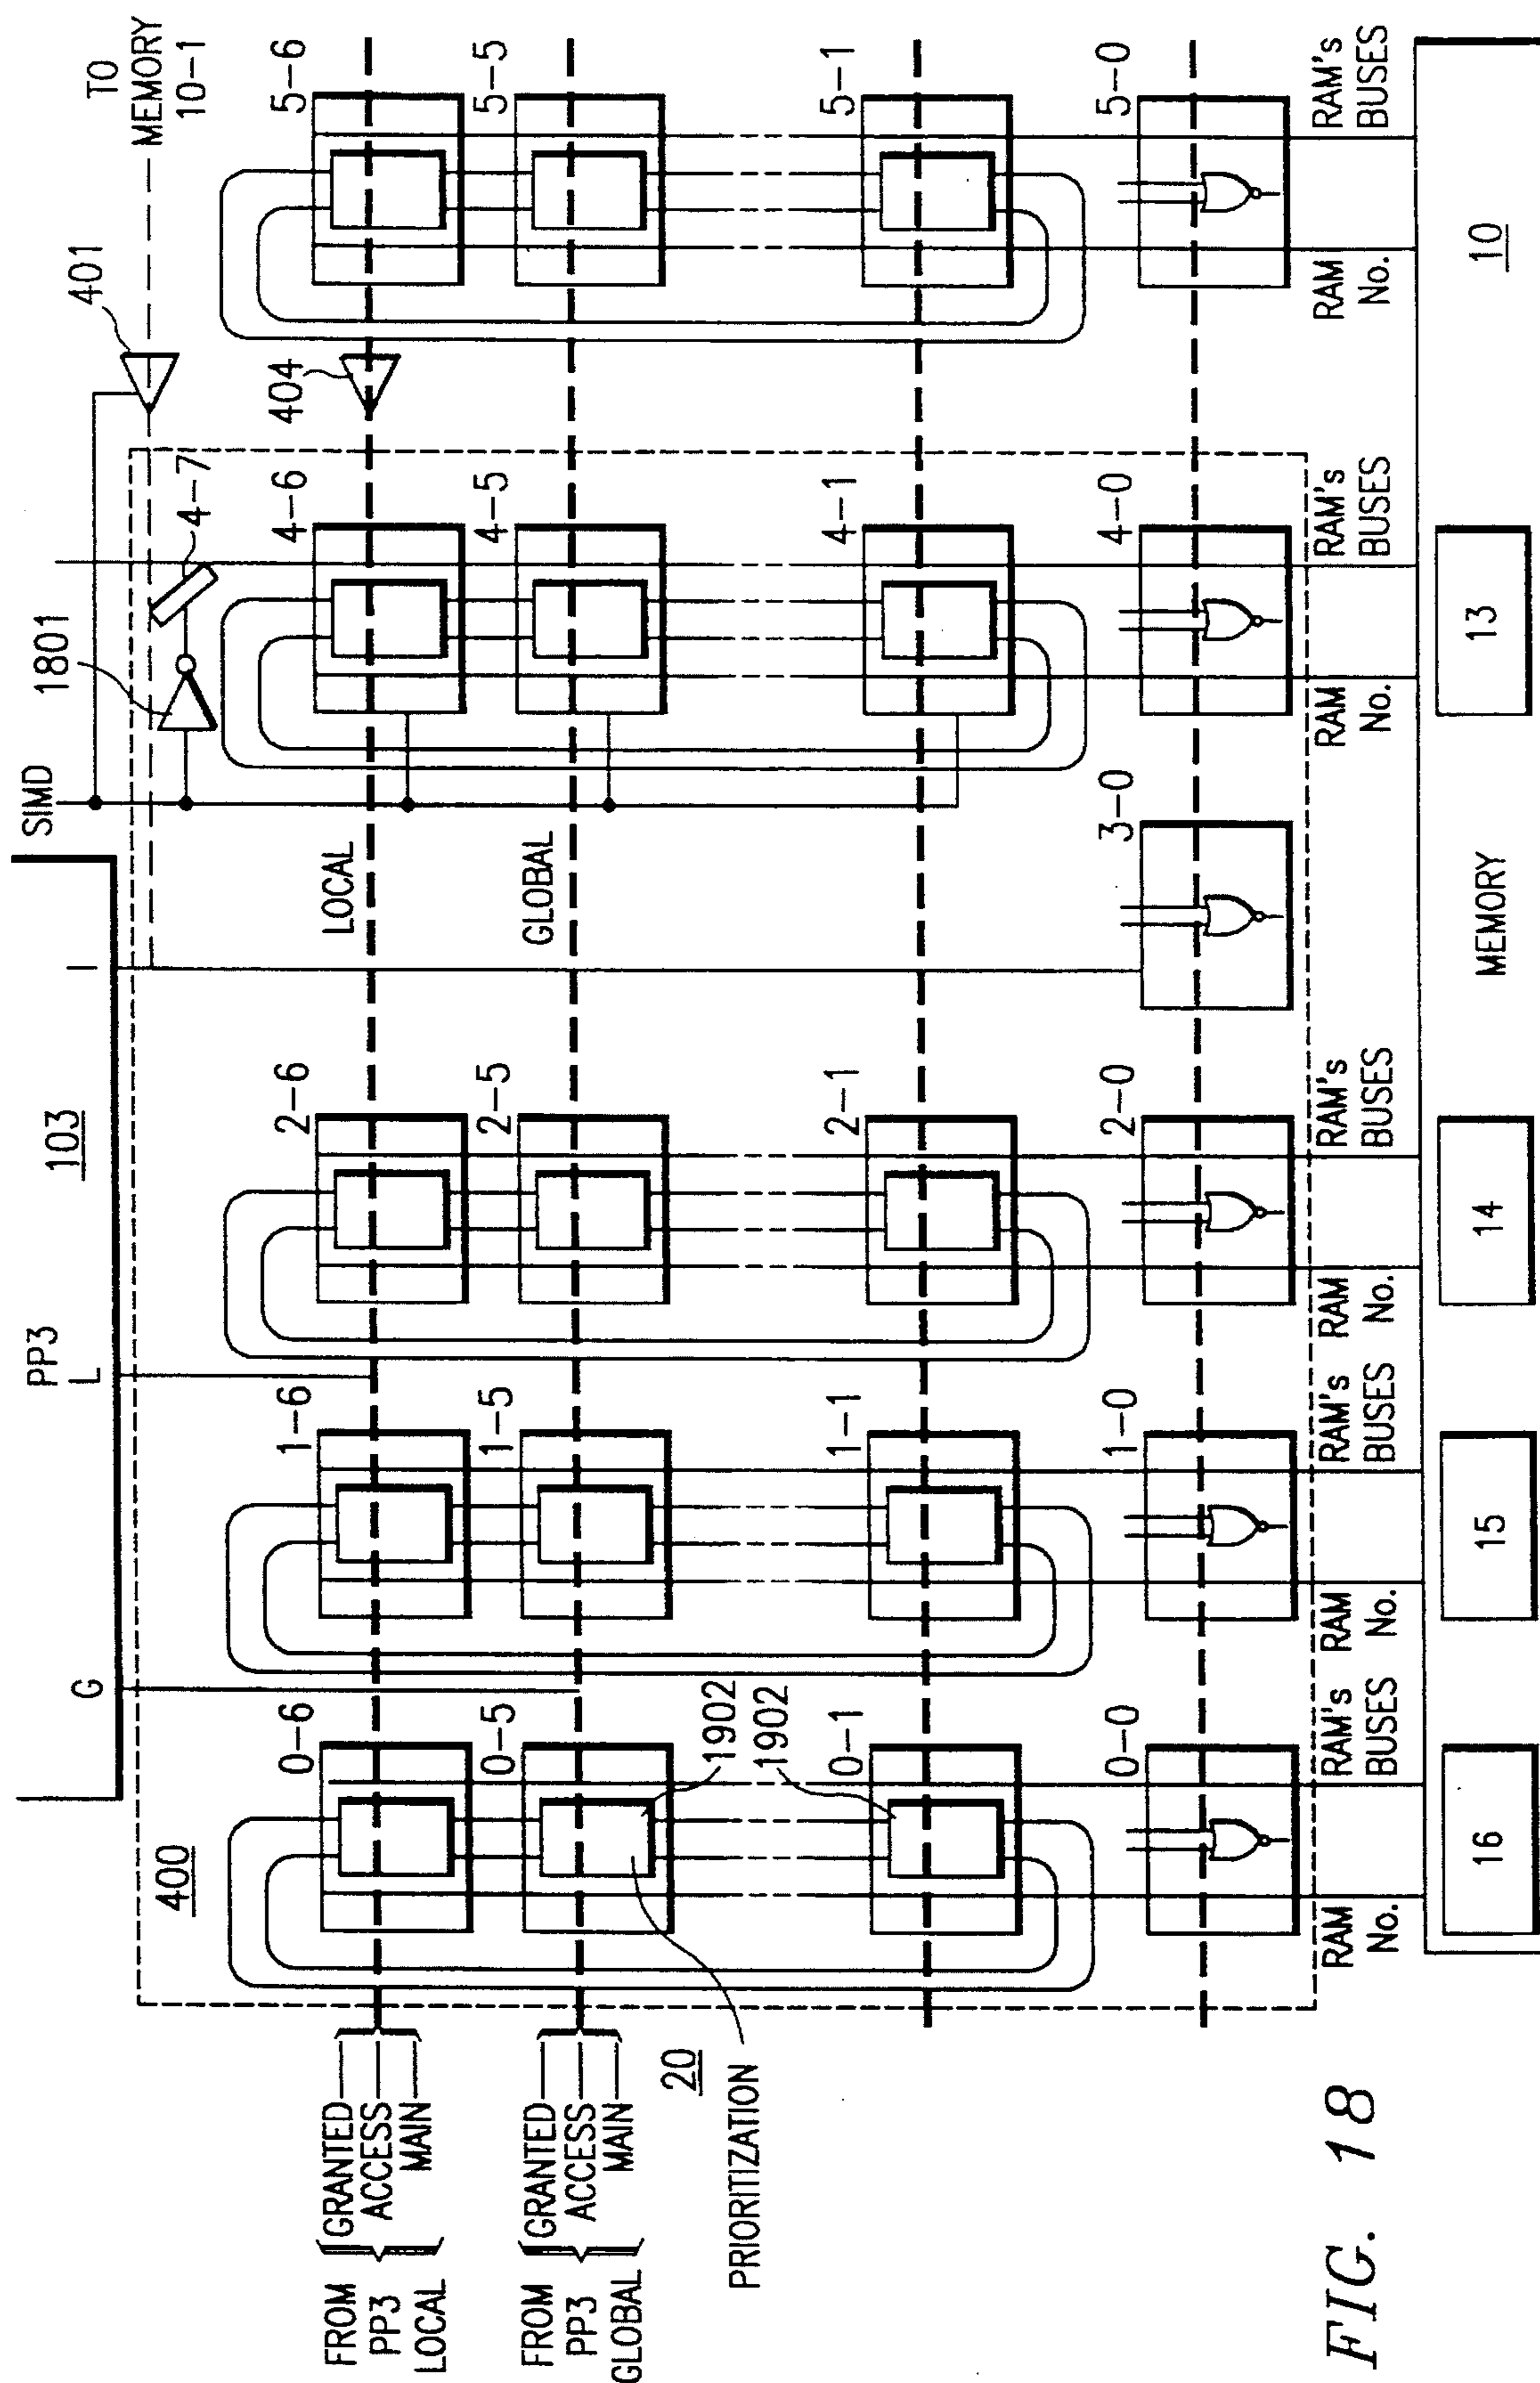 103
PP3
G
L
I
SIMD
TO
MEMORY
10-1
401
1801
4-7
404
400
0-6
1-6
2-6
LOCAL
4-6
5-6
0-5
1-5
2-5
GLOBAL
4-5
5-5
1902
1902
0-1
1-1
2-1
4-1
5-1
0-0
1-0
2-0
3-0
4-0
5-0
FROM
PP3
LOCAL
GRANTED
ACCESS
MAIN
FROM
PP3
GLOBAL
GRANTED
ACCESS
MAIN
20
PRIORITIZATION
RAM
No.
RAM's
BUSES
RAM
No.
RAM's
BUSES
RAM
No.
RAM's
BUSES
RAM
No.
RAM's
BUSES
RAM
No.
RAM's
BUSES
16
15
14
MEMORY
13
10
FIG. 18